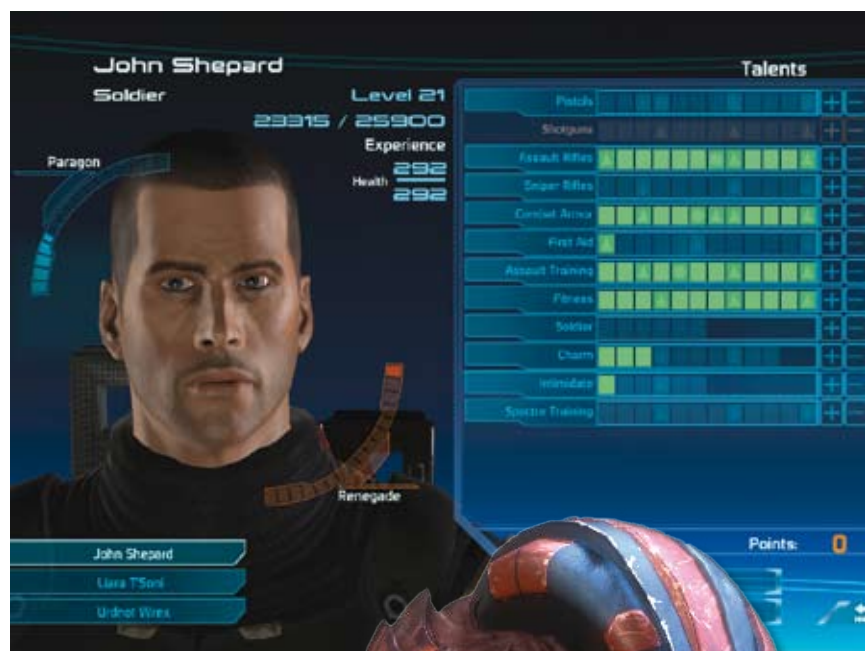 John Shepard
Soldier
Level 21
23315 / 25900
Experience
Health
292
292
Paragon
Renegade
John Shepard
Liara T'Soni
Urdnot Wrex
Talents
Pistols
Shotguns
Assault Rifles
Sniper Rifles
Combat Armor
First Aid
Assault Training
Fitness
Soldier
Charm
Intimidate
Spectre Training
Points: 0